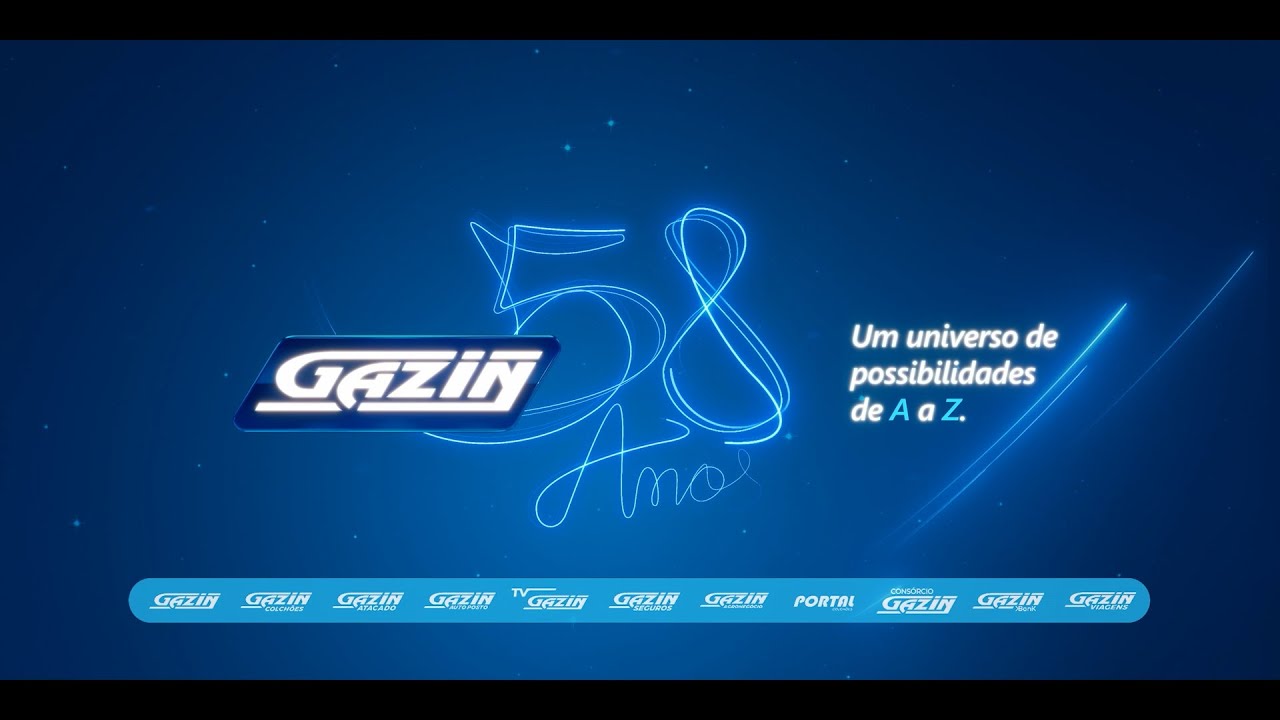 58
GAZIN
Anos
Um universo de
possibilidades
de A a Z.
GAZIN
GAZIN COLCHÕES
GAZIN ATACADO
GAZIN AUTO POSTO
TV GAZIN
GAZIN SEGUROS
GAZIN AGRONEGÓCIO
PORTAL
CONSÓRCIO GAZIN
GAZIN >BanK
GAZIN VIAGENS